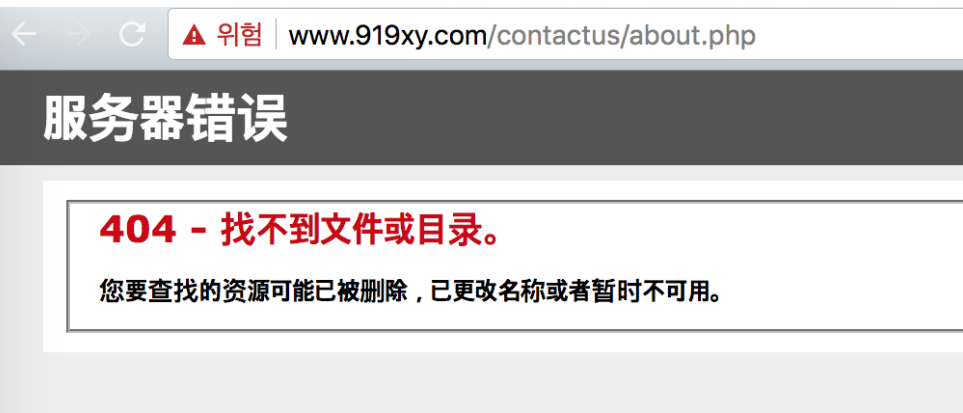 위험 www.919xy.com/contactus/about.php
服务器错误
404 - 找不到文件或目录。
您要查找的资源可能已被删除，已更改名称或者暂时不可用。